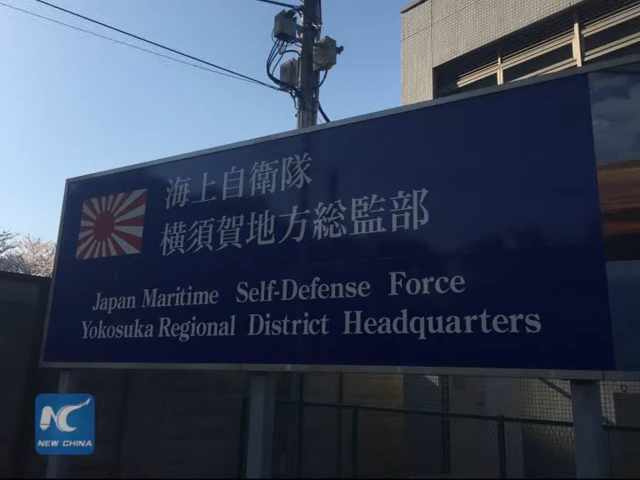 海上自衛隊
横須賀地方総監部
Japan Maritime Self-Defense Force
Yokosuka Regional District Headquarters
NC
NEW CHINA